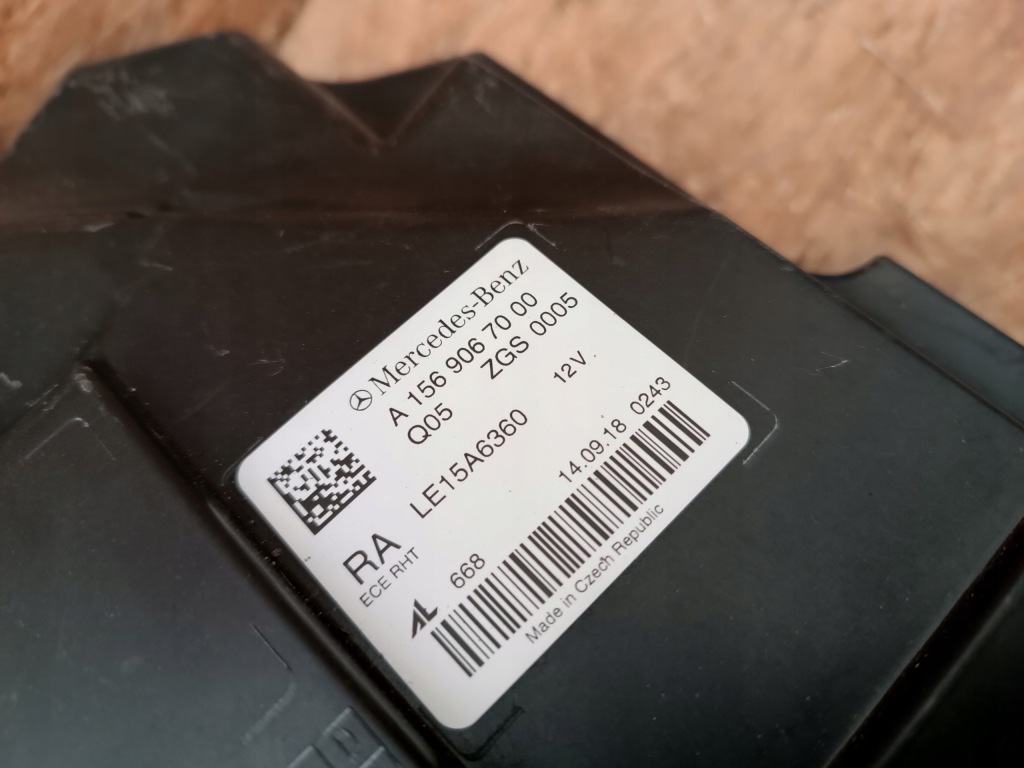 Mercedes-Benz
A 156 906 70 00
Q05 ZGS 0005
LE15A6360 12V
RA 14.09.18 0243
ECE RHT
AL 668
Made in Czech Republic